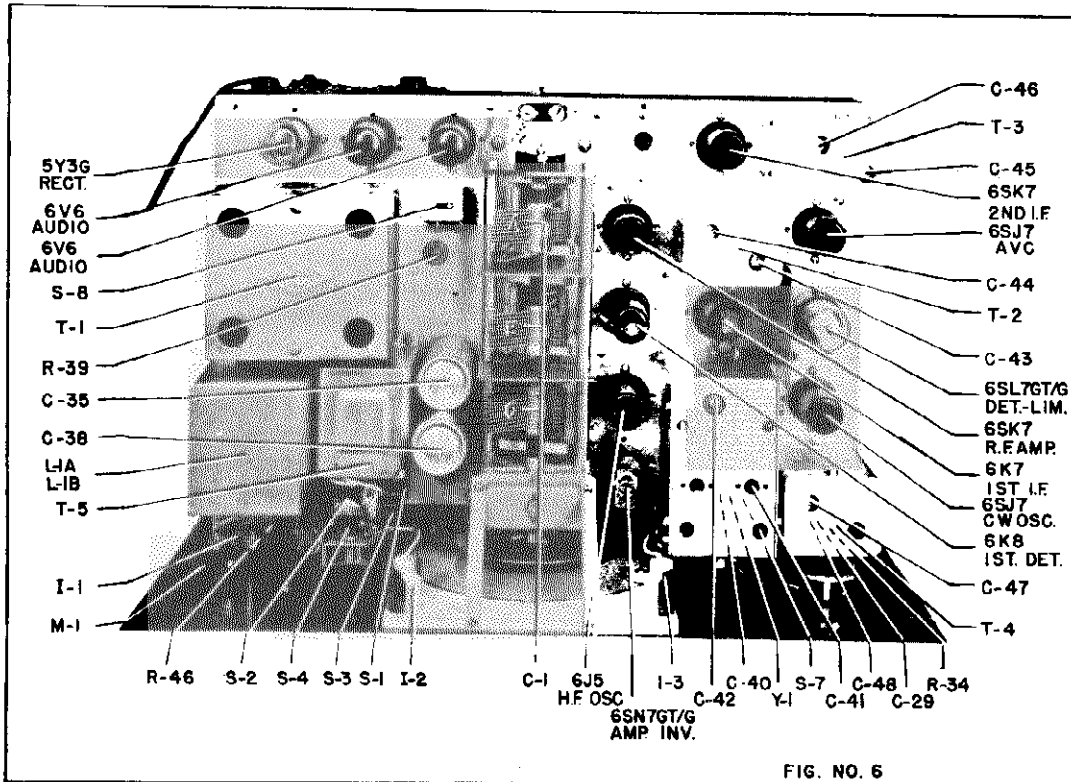 5Y3G
RECT.
6V6
AUDIO
6V6
AUDIO
S-8
T-1
R-39
C-35
C-38
L-1A
L-1B
T-5
I-1
M-1
R-46
S-2
S-4
S-3
S-1
I-2
C-1
6J5
H.F. OSC
6SN7GT/G
AMP. INV.
I-3
C-42
C-40
Y-1
S-7
C-41
C-48
C-29
R-34
C-46
T-3
C-45
6SK7
2ND I.F.
6SJ7
AVC
C-44
T-2
C-43
6SL7GT/G
DET.-LIM.
6SK7
R.F. AMP.
6K7
1ST I.F.
6SJ7
CW OSC.
6K8
1ST. DET.
C-47
T-4
FIG. NO. 6